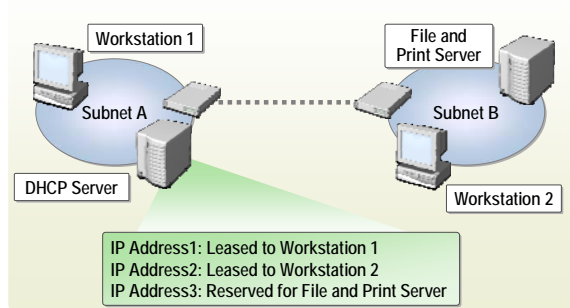 Workstation 1
File and
Print Server
Subnet A
Subnet B
DHCP Server
Workstation 2
IP Address1: Leased to Workstation 1
IP Address2: Leased to Workstation 2
IP Address3: Reserved for File and Print Server